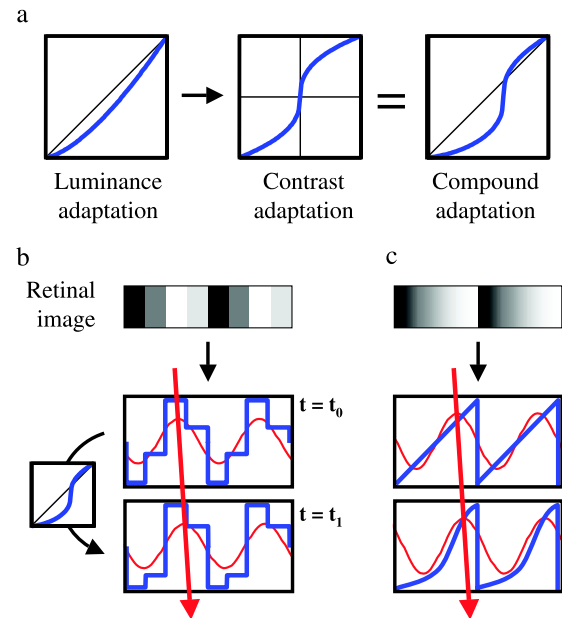 a
Luminance
adaptation
Contrast
adaptation
=
Compound
adaptation
b
c
Retinal
image
t = t0
t = t1